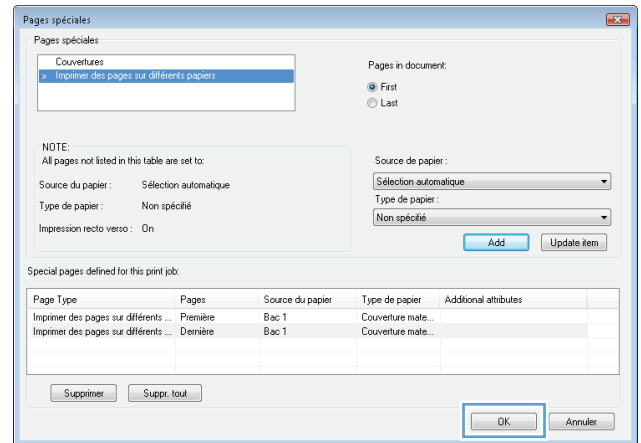 Pages spéciales
Pages spéciales
Couvertures
» Imprimer des pages sur différents papiers
Pages in document:
First
Last
NOTE:
All pages not listed in this table are set to:
Source du papier : Sélection automatique
Type de papier : Non spécifié
Impression recto verso : On
Source de papier :
Sélection automatique
Type de papier :
Non spécifié
Add Update item
Special pages defined for this print job:
Page Type Pages Source du papier Type de papier Additional attributes
Imprimer des pages sur différents ... Première Bac 1 Couverture mate...
Imprimer des pages sur différents ... Dernière Bac 1 Couverture mate...
Supprimer Suppr. tout
OK Annuler